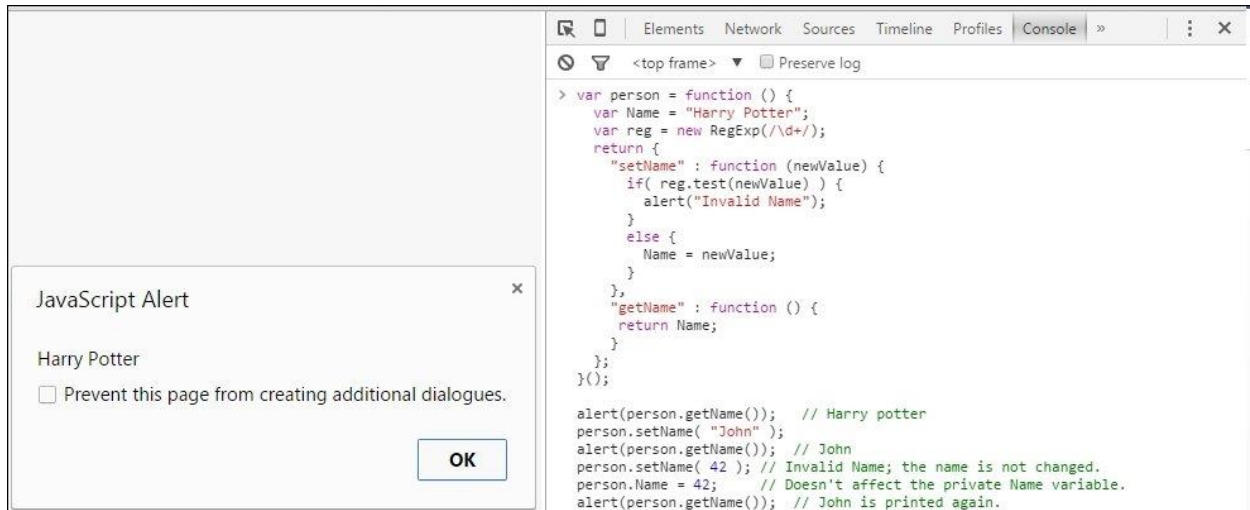 JavaScript Alert
×
Harry Potter
Prevent this page from creating additional dialogues.
OK
Elements Network Sources Timeline Profiles Console » ⋮ ×
<top frame> ▼ Preserve log
> var person = function () {
var Name = "Harry Potter";
var reg = new RegExp(/\d+/);
return {
"setName" : function (newValue) {
if( reg.test(newValue) ) {
alert("Invalid Name");
}
else {
Name = newValue;
}
},
"getName" : function () {
return Name;
}
};
}();
alert(person.getName());   // Harry potter
person.setName( "John" );
alert(person.getName());  // John
person.setName( 42 ); // Invalid Name; the name is not changed.
person.Name = 42;     // Doesn't affect the private Name variable.
alert(person.getName());  // John is printed again.